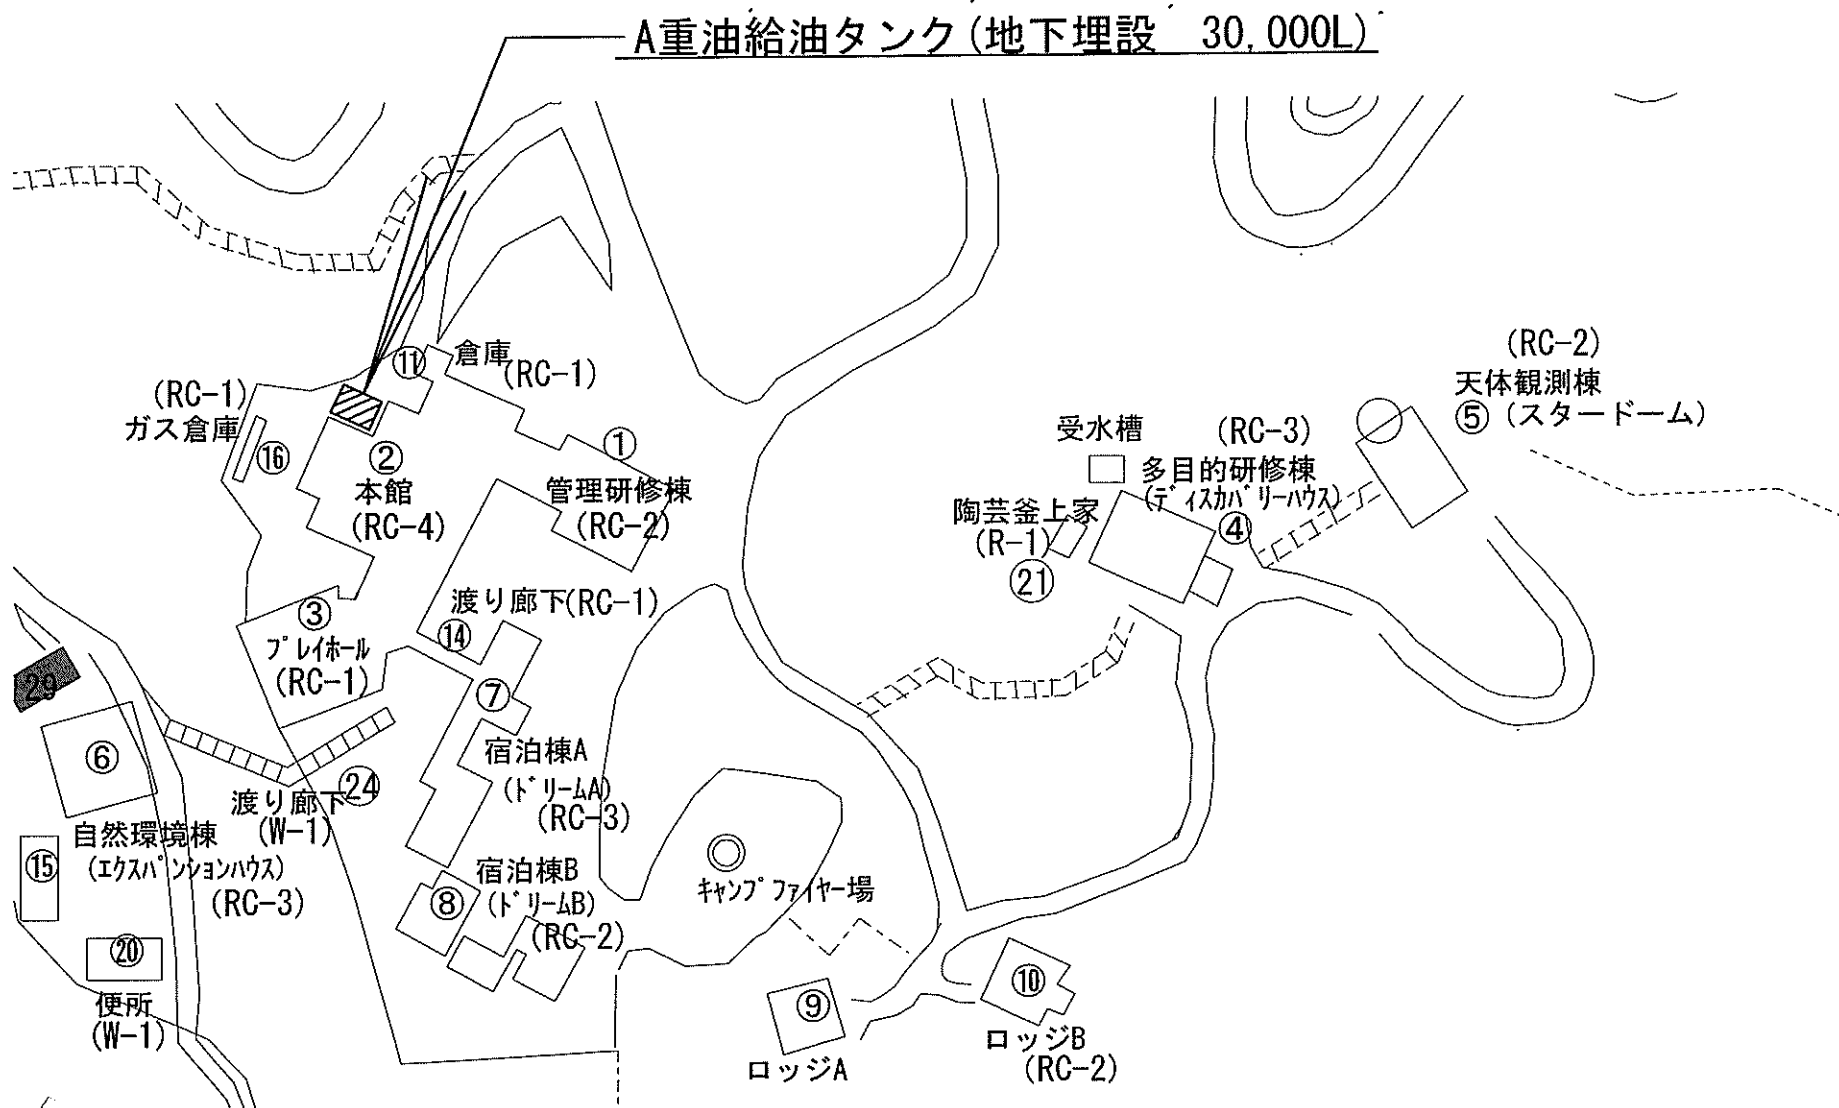 A重油給油タンク(地下埋設　30,000L)
⑪
倉庫
(RC-1)
(RC-1)
ガス倉庫
⑯
②
本館
(RC-4)
①
管理研修棟
(RC-2)
(RC-2)
天体観測棟
⑤(スタードーム)
受水槽
(RC-3)
多目的研修棟
(ディスカバリーハウス)
④
陶芸釜上家
(R-1)
㉑
渡り廊下(RC-1)
⑭
③
プレイホール
(RC-1)
⑦
宿泊棟A
(ドリームA)
(RC-3)
29
⑥
渡り廊下㉔
(W-1)
自然環境棟
(エクスパンションハウス)
(RC-3)
⑮
宿泊棟B
(ドリームB)
(RC-2)
⑧
キャンプファイヤー場
⑳
便所
(W-1)
⑨
ロッジA
⑩
ロッジB
(RC-2)